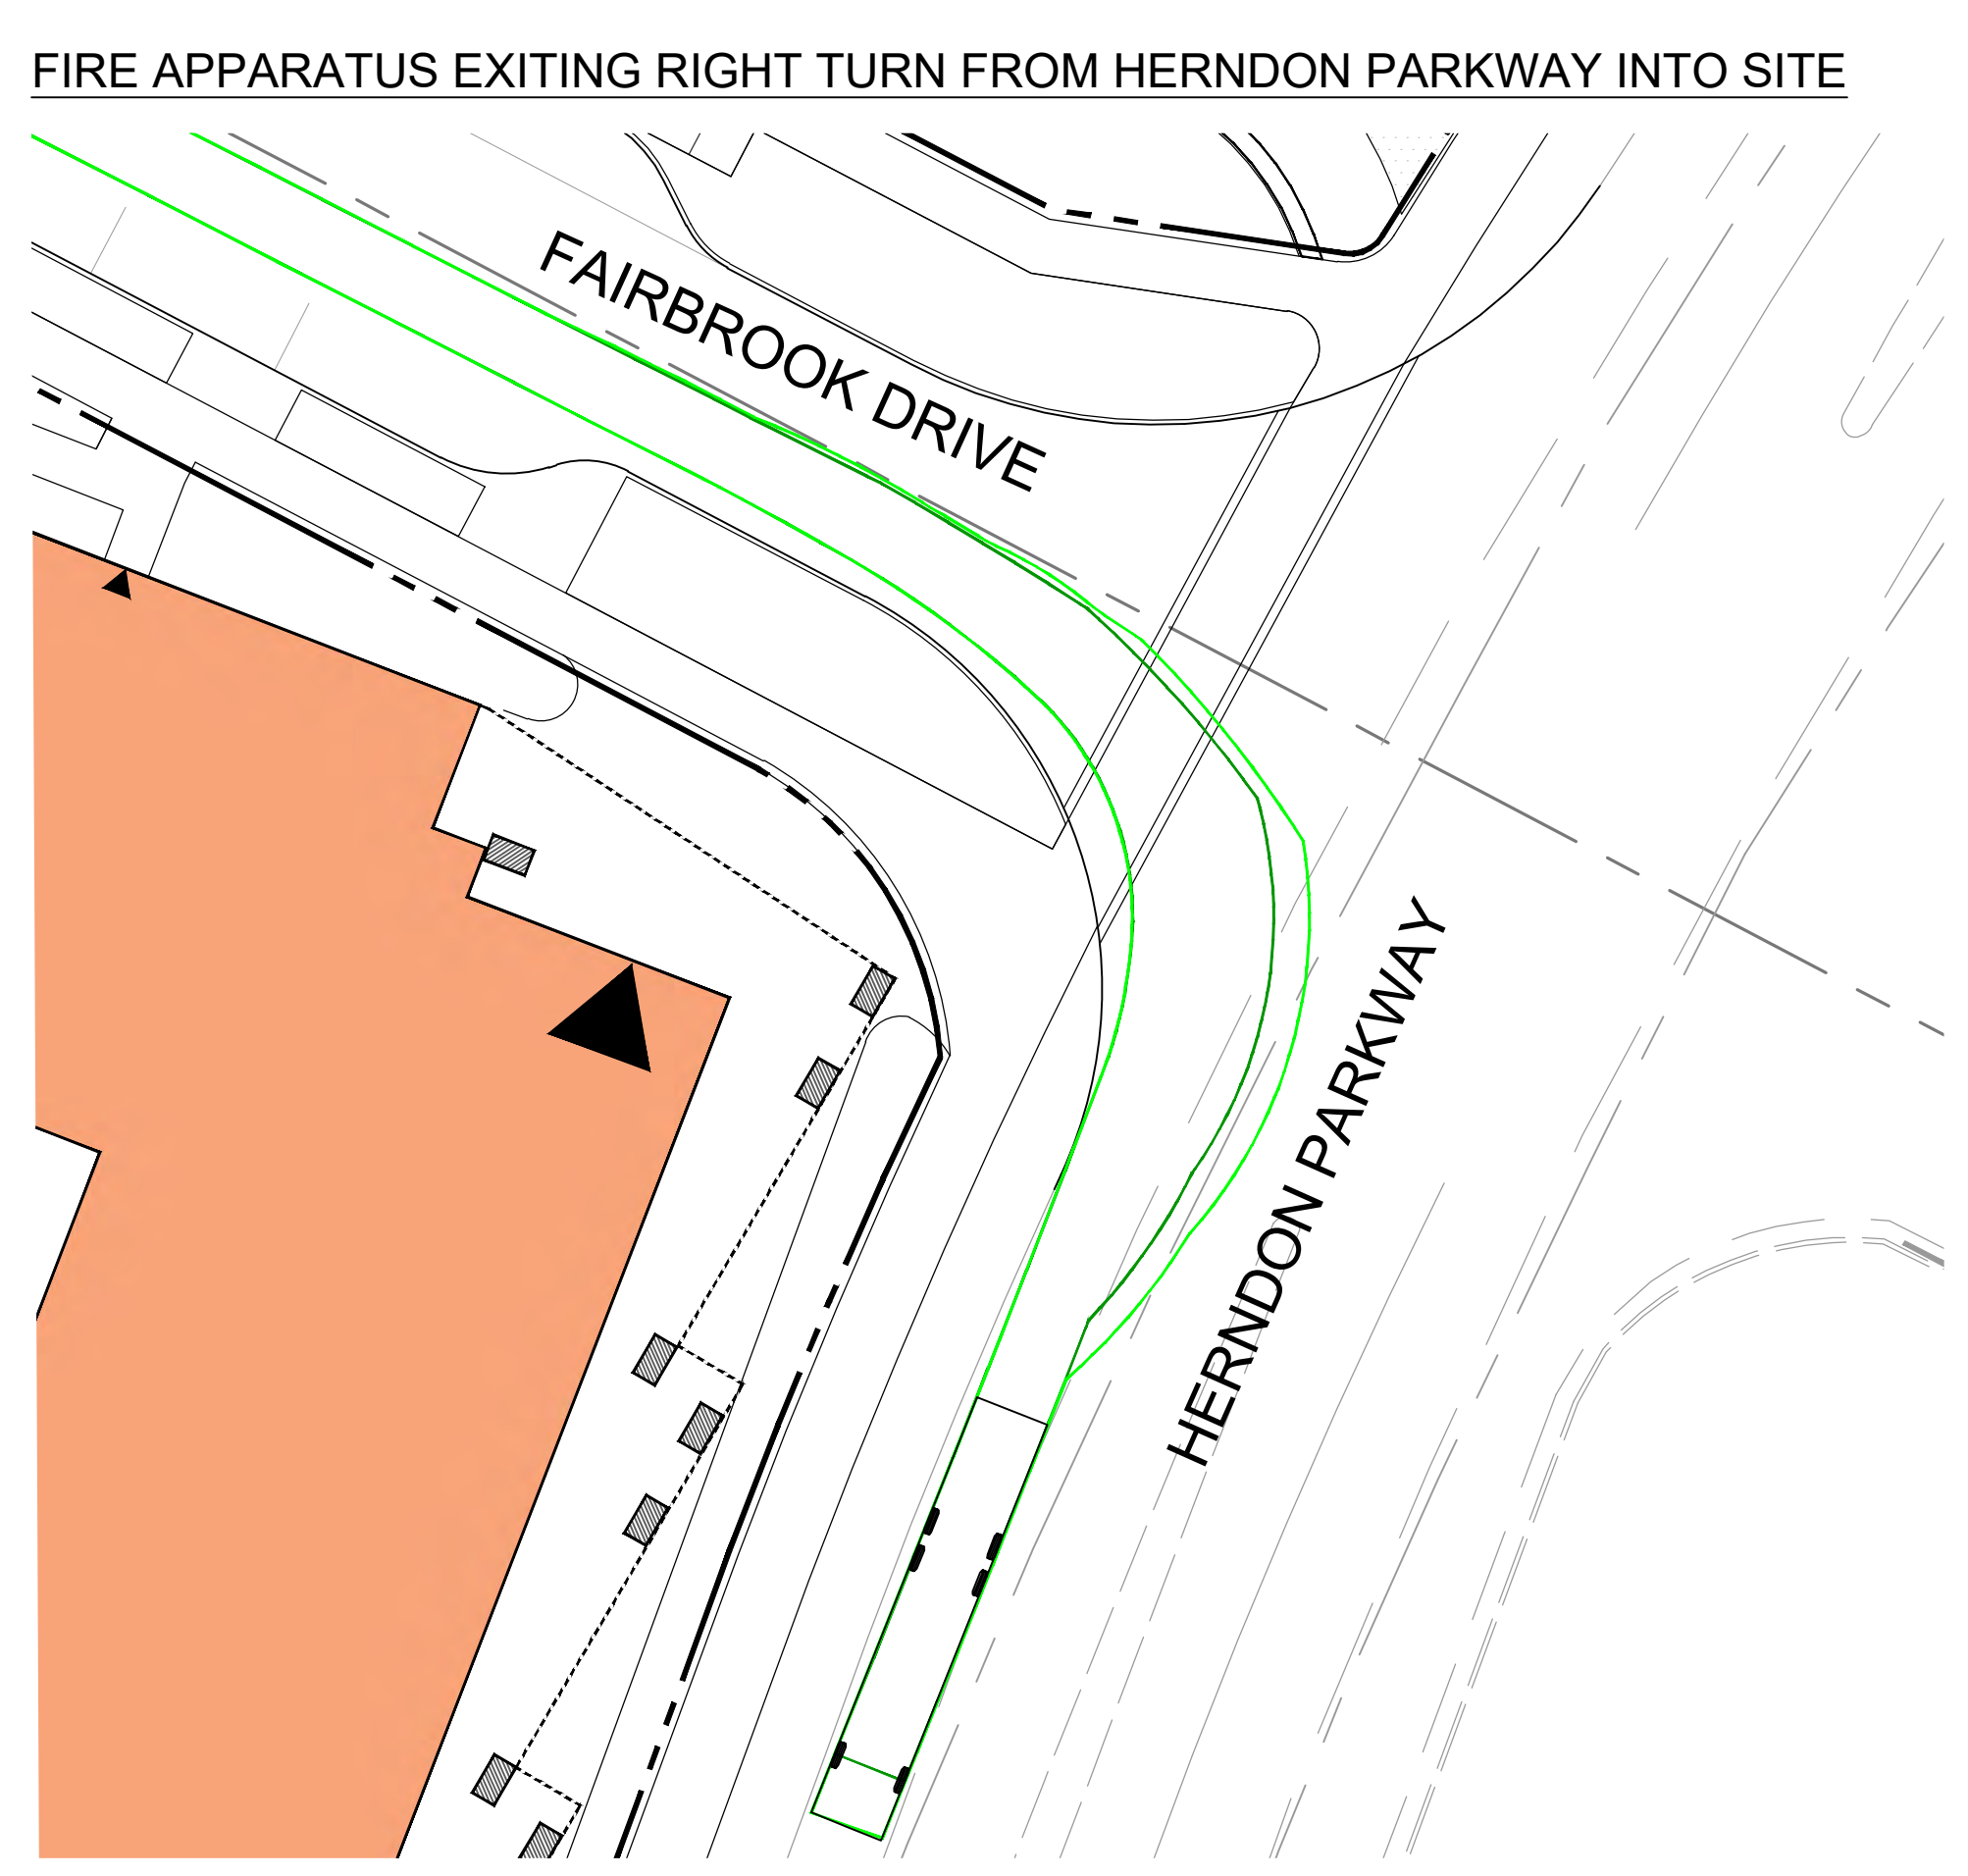 FIRE APPARATUS EXITING RIGHT TURN FROM HERNDON PARKWAY INTO SITE
FAIRBROOK DRIVE
HERNDON PARKWAY